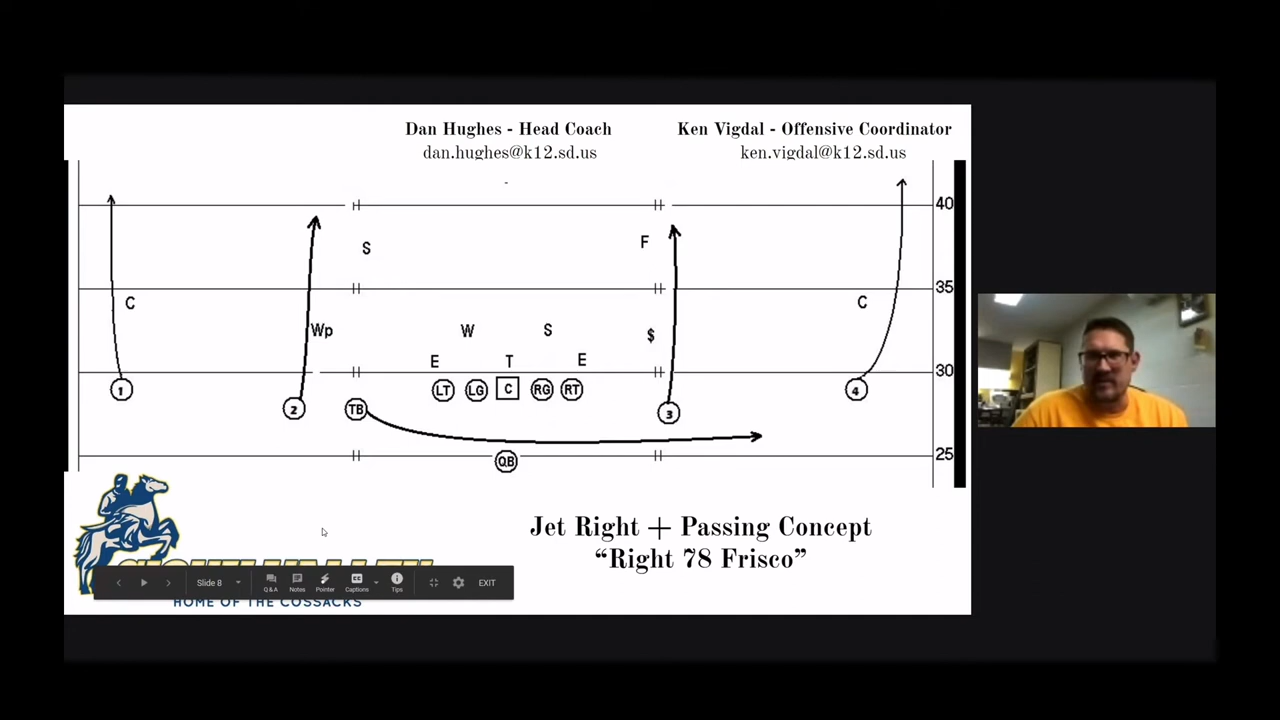 Dan Hughes - Head Coach
Ken Vigdal - Offensive Coordinator
dan.hughes@k12.sd.us
ken.vigdal@k12.sd.us
40
S
F
35
C
C
Wp
W
S
$
E
T
E
30
1
LT
LG
C
RG
RT
4
2
TB
3
25
QB
Jet Right + Passing Concept
“Right 78 Frisco”
HOME OF THE COSSACKS
Slide 8
Q & A
Notes
Pointer
Captions
Tips
EXIT